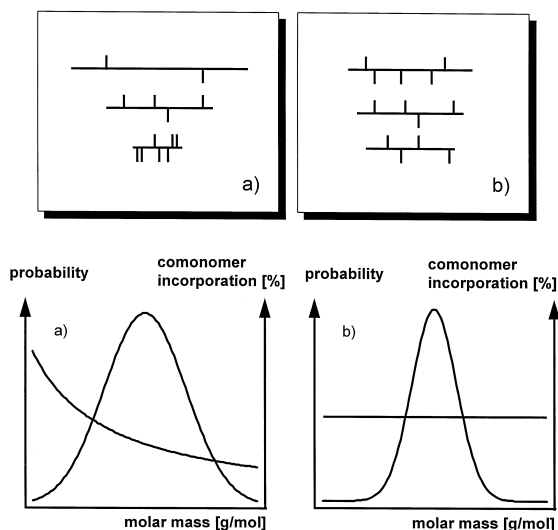 a)
b)
probability
comonomer
incorporation [%]
a)
molar mass [g/mol]
probability
comonomer
incorporation [%]
b)
molar mass [g/mol]